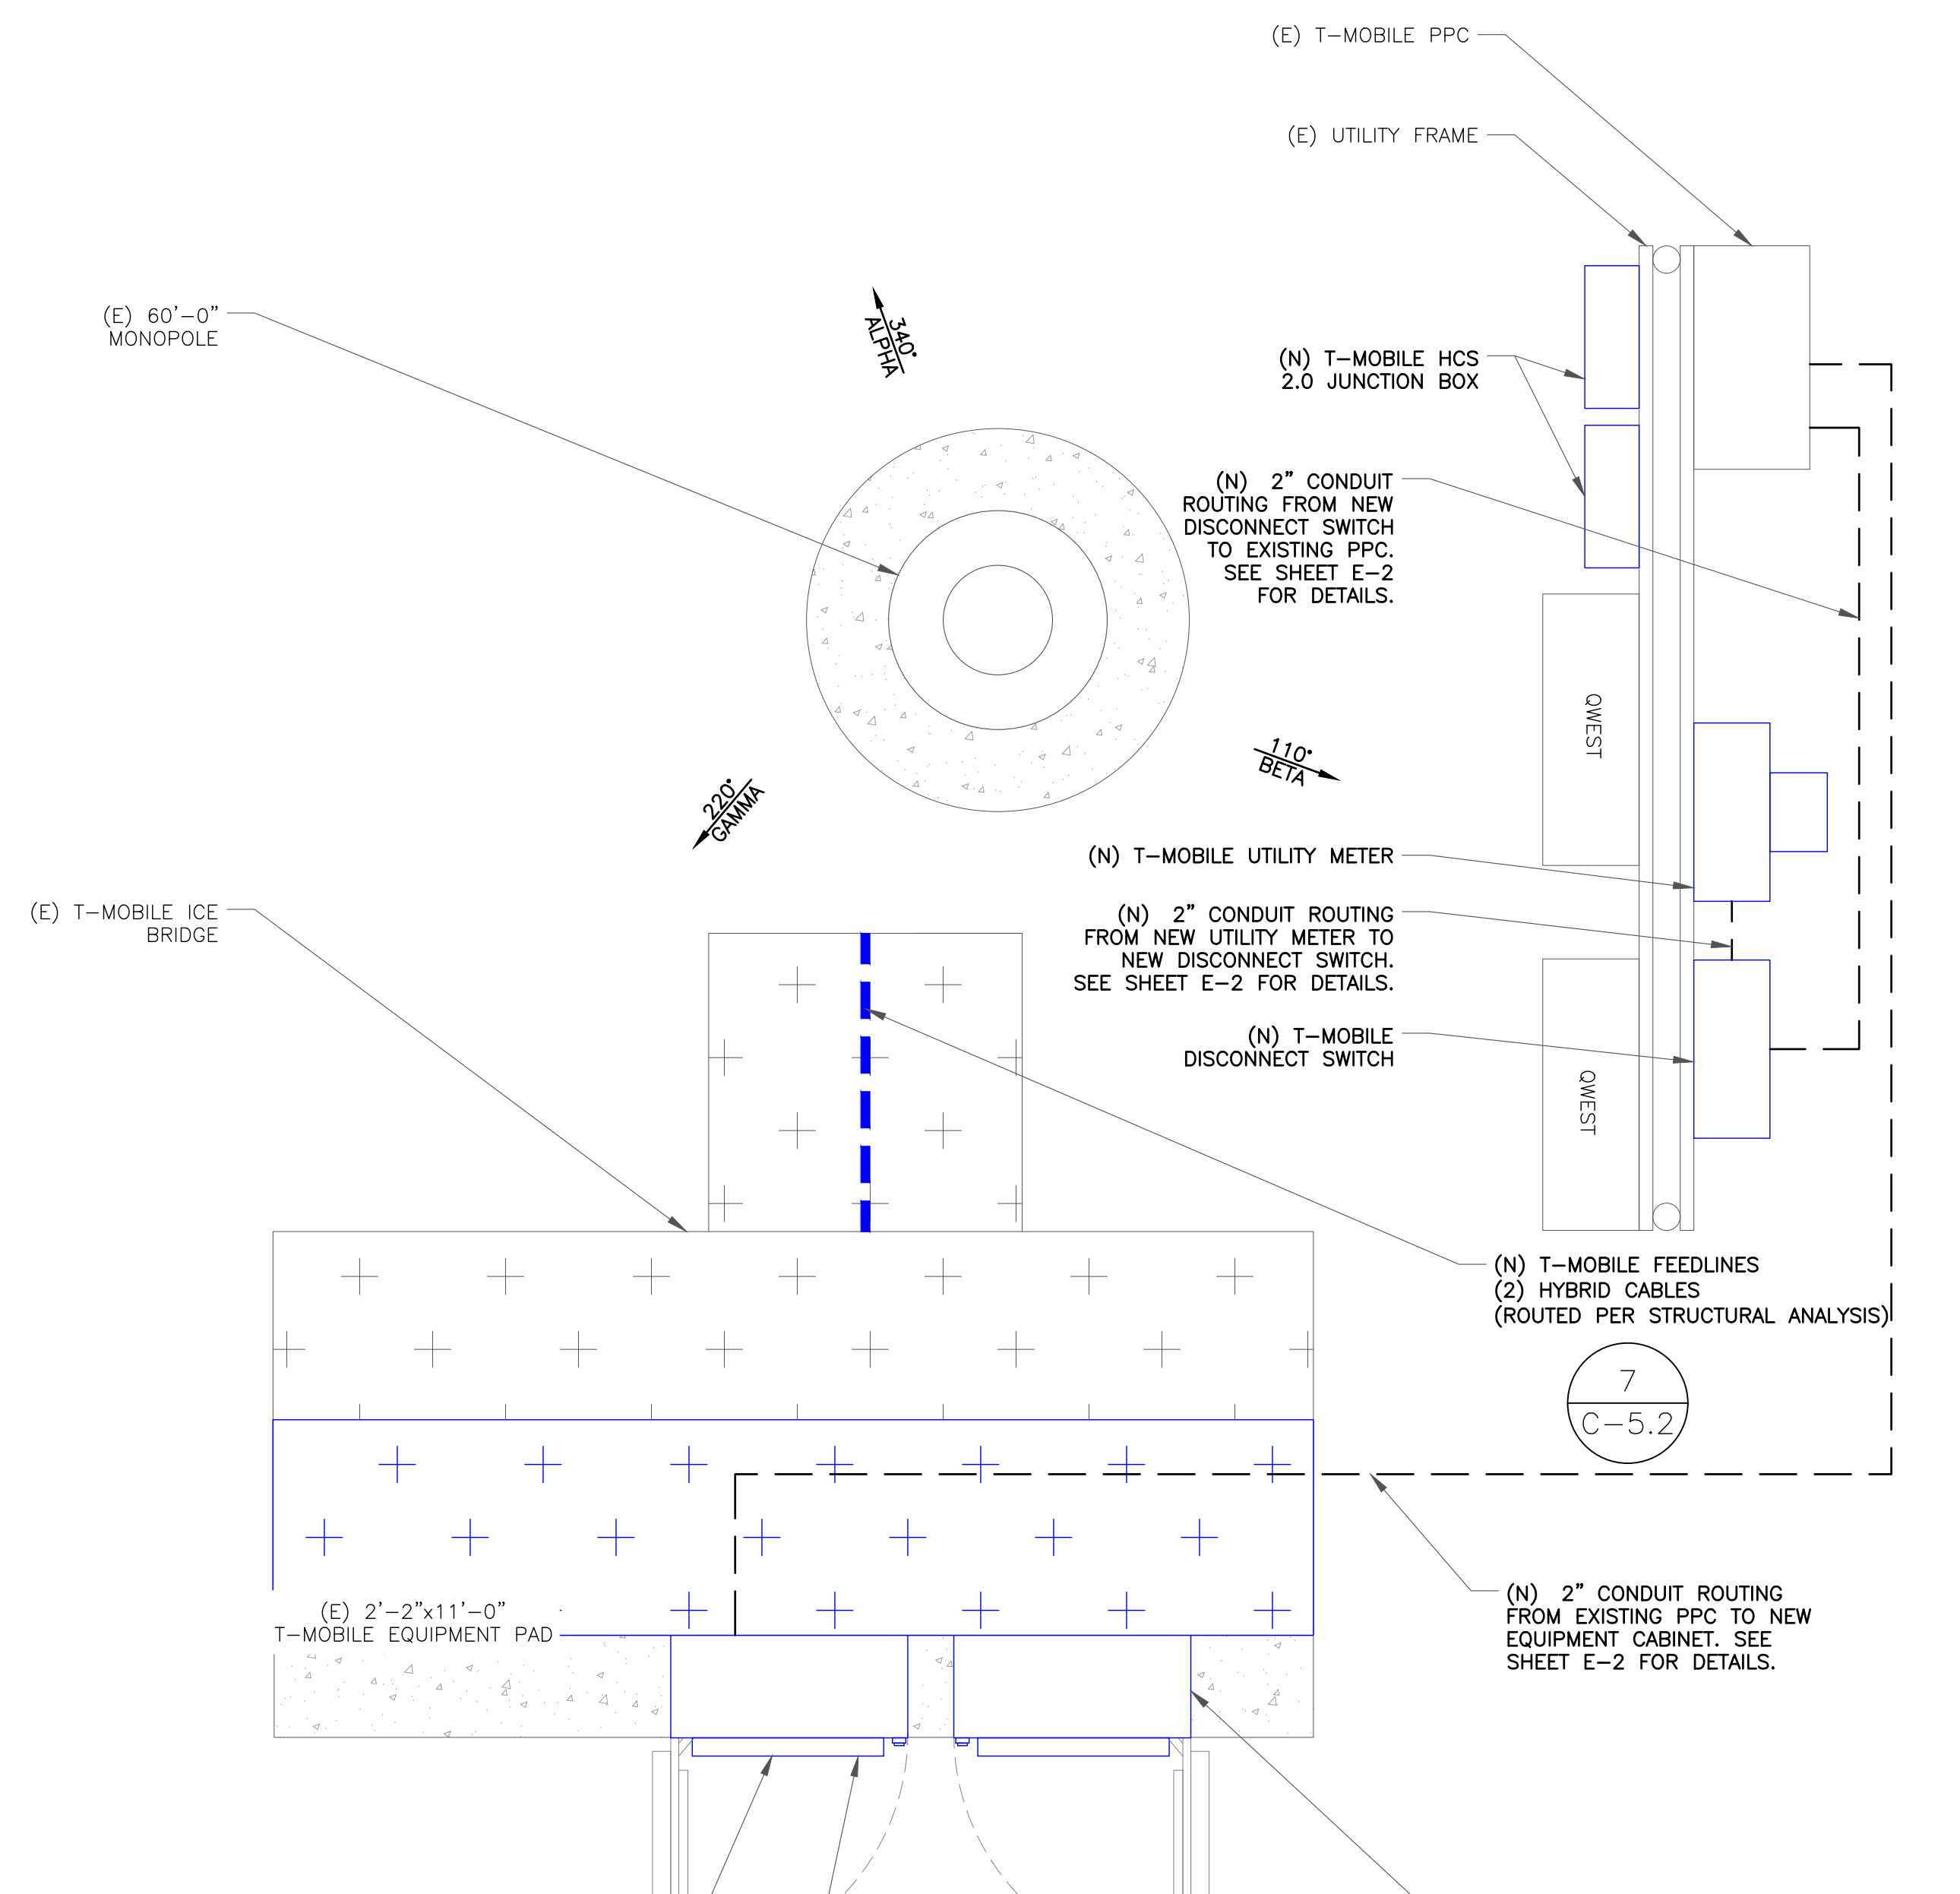 (E) T-MOBILE PPC
(E) UTILITY FRAME
(E) 60'-0"
MONOPOLE
340°
ALPHA
(N) T-MOBILE HCS
2.0 JUNCTION BOX
(N) 2" CONDUIT
ROUTING FROM NEW
DISCONNECT SWITCH
TO EXISTING PPC.
SEE SHEET E-2
FOR DETAILS.
QWEST
110°
BETA
220°
GAMMA
(N) T-MOBILE UTILITY METER
(E) T-MOBILE ICE
BRIDGE
(N) 2" CONDUIT ROUTING
FROM NEW UTILITY METER TO
NEW DISCONNECT SWITCH.
SEE SHEET E-2 FOR DETAILS.
(N) T-MOBILE
DISCONNECT SWITCH
QWEST
(N) T-MOBILE FEEDLINES
(2) HYBRID CABLES
(ROUTED PER STRUCTURAL ANALYSIS)
7
C-5.2
(E) 2'-2"x11'-0"
T-MOBILE EQUIPMENT PAD
(N) 2" CONDUIT ROUTING
FROM EXISTING PPC TO NEW
EQUIPMENT CABINET. SEE
SHEET E-2 FOR DETAILS.